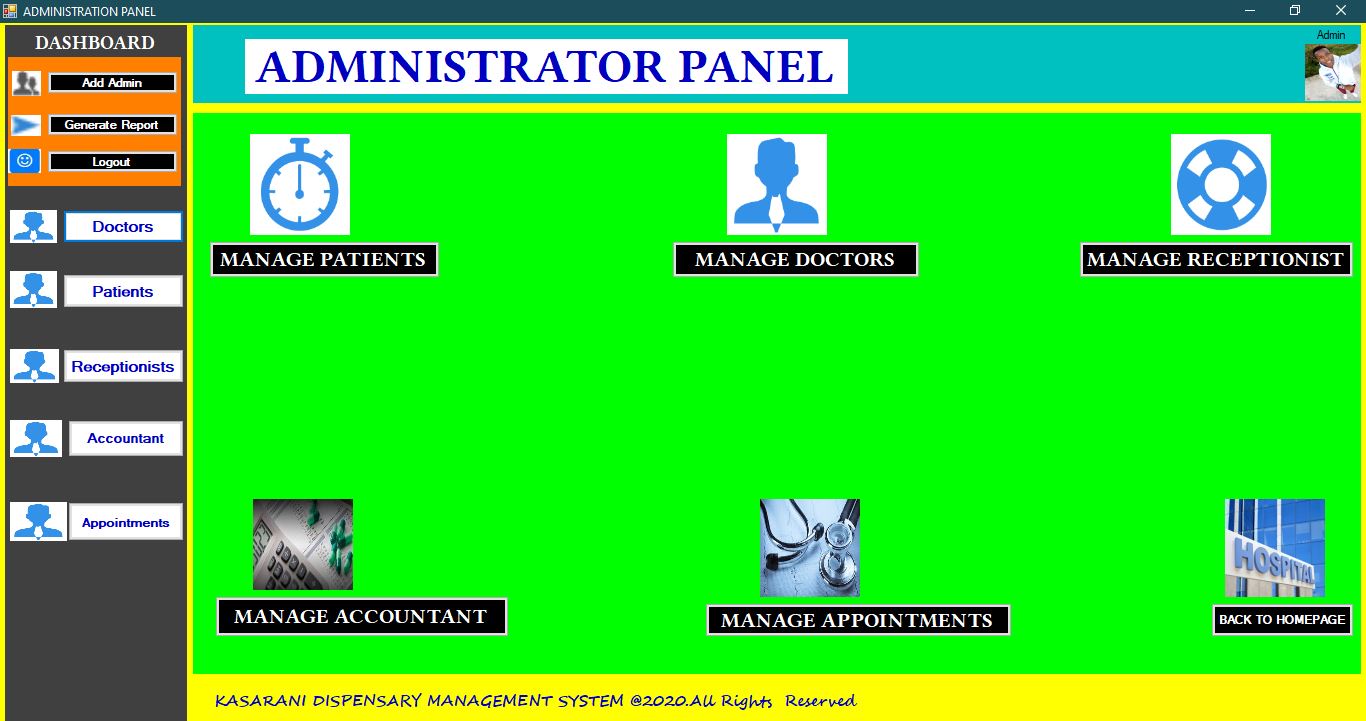 ADMINISTRATION PANEL
DASHBOARD
Add Admin
Generate Report
Logout
Doctors
Patients
Receptionists
Accountant
Appointments
ADMINISTRATOR PANEL
Admin
MANAGE PATIENTS
MANAGE DOCTORS
MANAGE RECEPTIONIST
HOSPITAL
MANAGE ACCOUNTANT
MANAGE APPOINTMENTS
BACK TO HOMEPAGE
KASARANI DISPENSARY MANAGEMENT SYSTEM @2020.All Rights Reserved